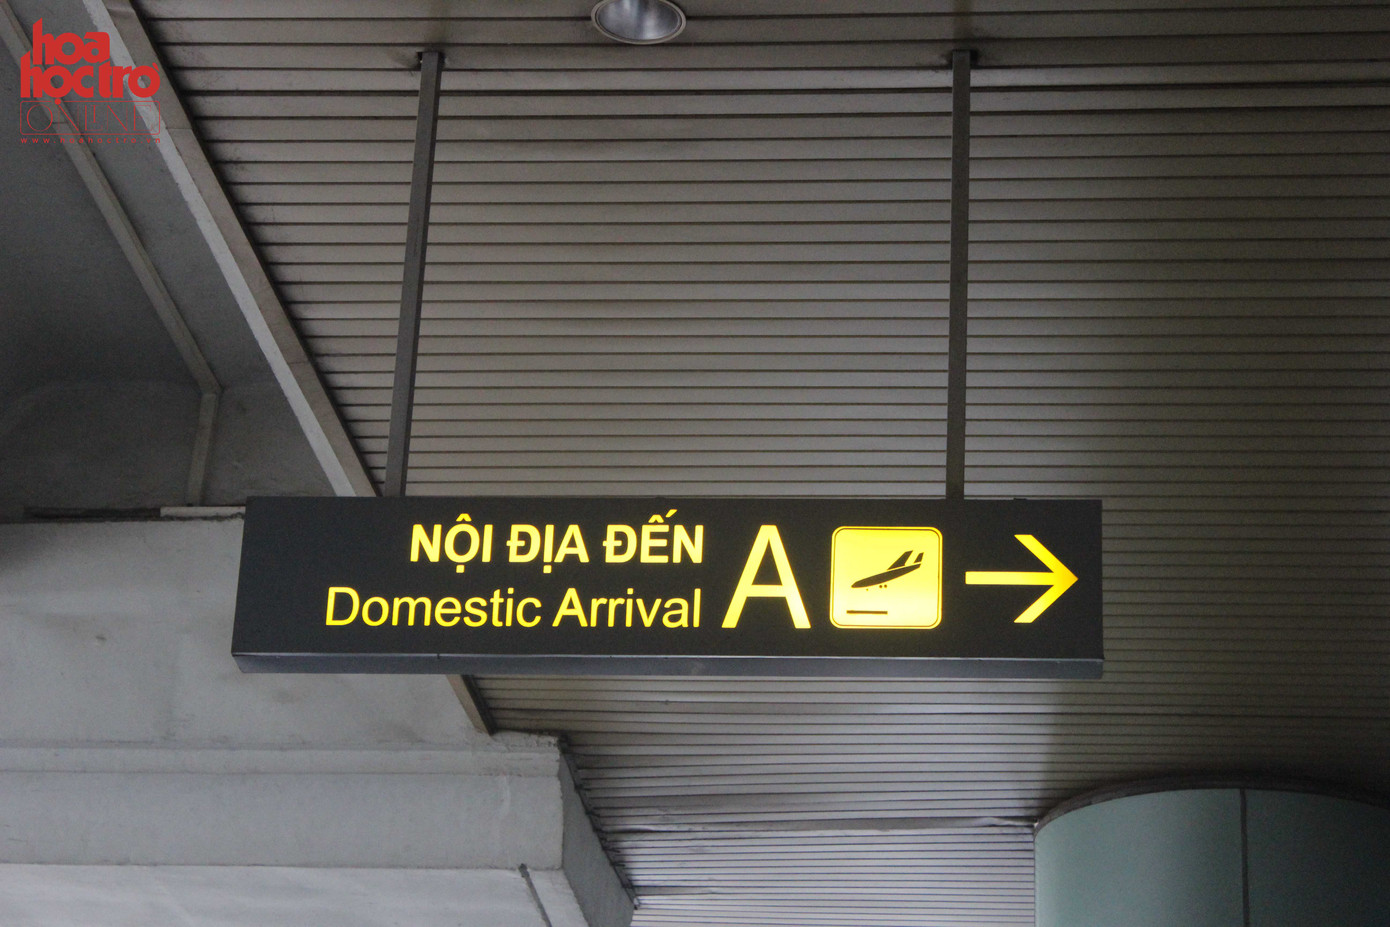 hoa
học trò
NỘI ĐỊA ĐẾN
Domestic Arrival
A